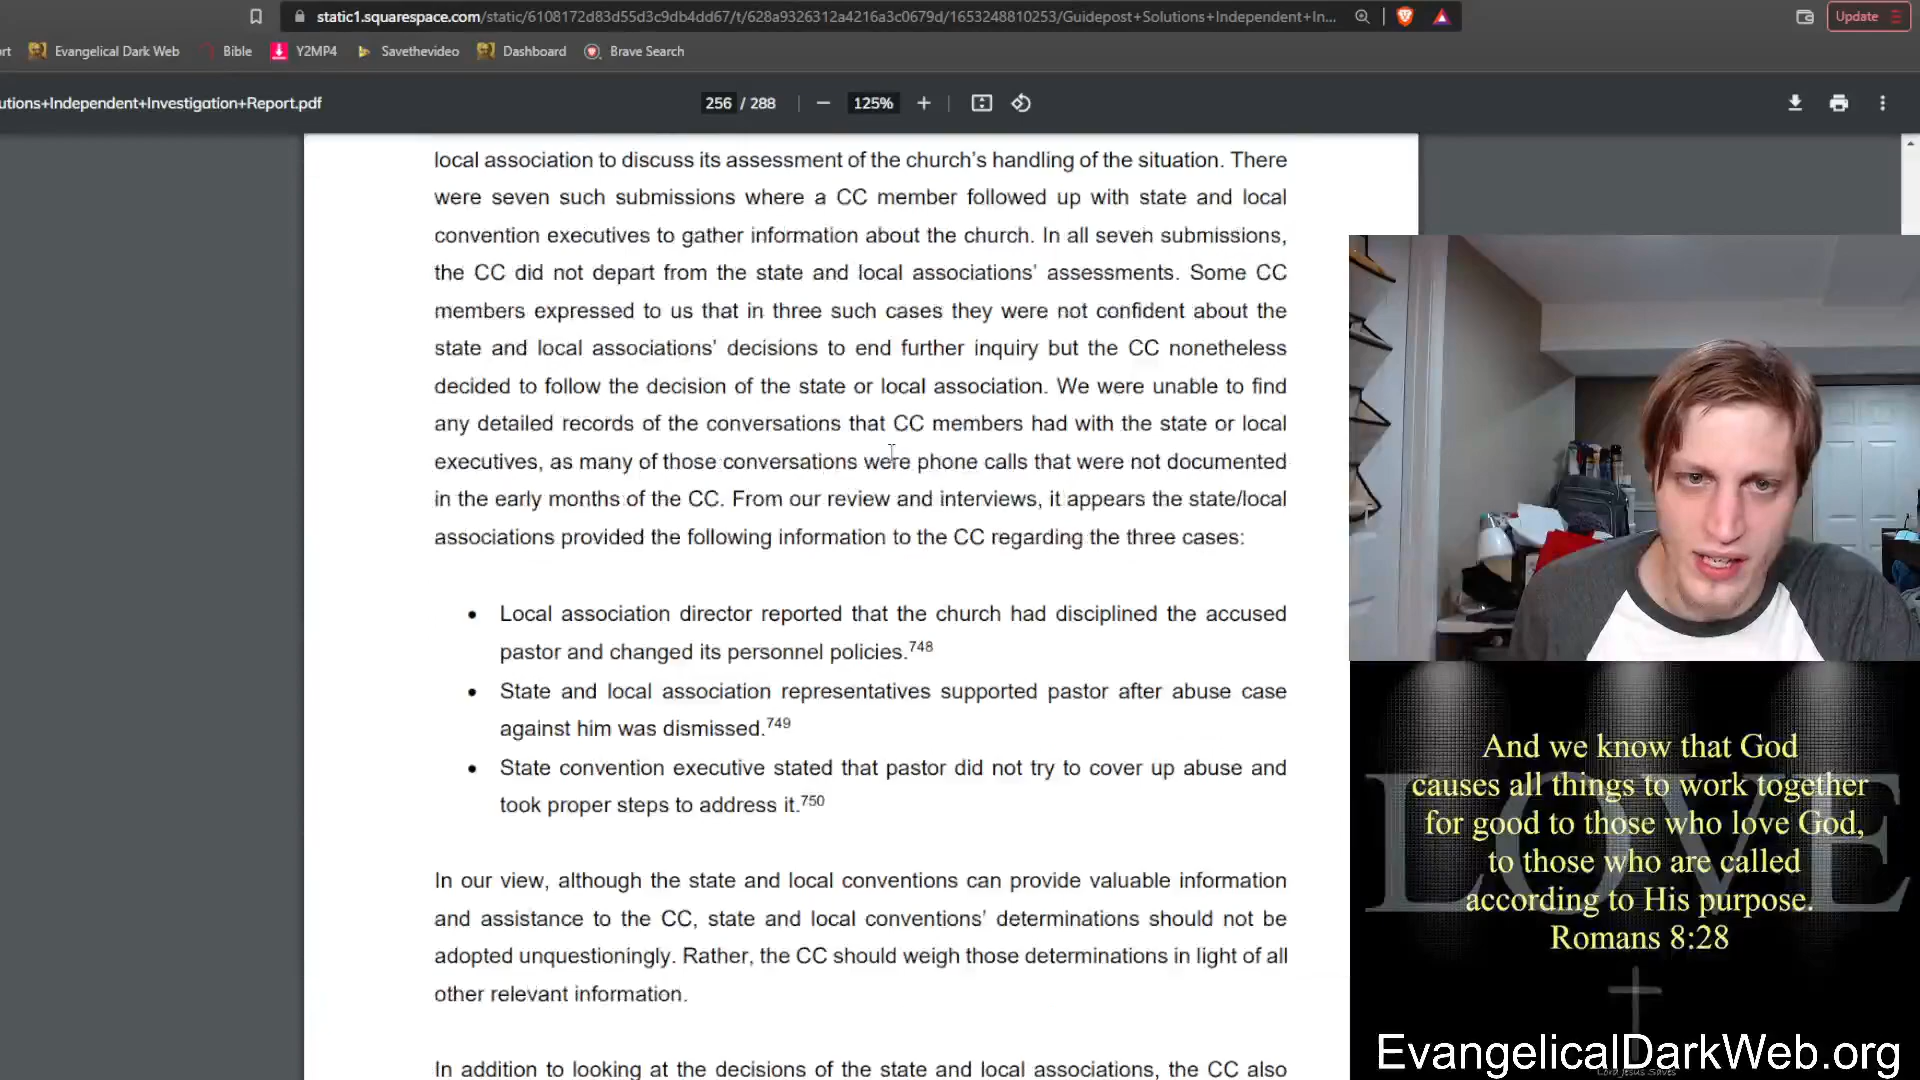 static1.squarespace.com/static/6108172d83d55d3c9db4dd67/t/628a9326312a4216a3c0679d/1653248810253/Guidepost+Solutions+Independent+In...
Update
rt
Evangelical Dark Web
Bible
Y2MP4
Savethevideo
Dashboard
Brave Search
utions+Independent+Investigation+Report.pdf
256 / 288
125%
local association to discuss its assessment of the church's handling of the situation. There
were seven such submissions where a CC member followed up with state and local
convention executives to gather information about the church. In all seven submissions,
the CC did not depart from the state and local associations' assessments. Some CC
members expressed to us that in three such cases they were not confident about the
state and local associations' decisions to end further inquiry but the CC nonetheless
decided to follow the decision of the state or local association. We were unable to find
any detailed records of the conversations that CC members had with the state or local
executives, as many of those conversations were phone calls that were not documented
in the early months of the CC. From our review and interviews, it appears the state/local
associations provided the following information to the CC regarding the three cases:
• Local association director reported that the church had disciplined the accused
pastor and changed its personnel policies.748
• State and local association representatives supported pastor after abuse case
against him was dismissed.749
• State convention executive stated that pastor did not try to cover up abuse and
took proper steps to address it.750
In our view, although the state and local conventions can provide valuable information
and assistance to the CC, state and local conventions' determinations should not be
adopted unquestioningly. Rather, the CC should weigh those determinations in light of all
other relevant information.
In addition to looking at the decisions of the state and local associations, the CC also
LOVE
And we know that God
causes all things to work together
for good to those who love God,
to those who are called
according to His purpose.
Romans 8:28
EvangelicalDarkWeb.org
Lord Jesus Saves